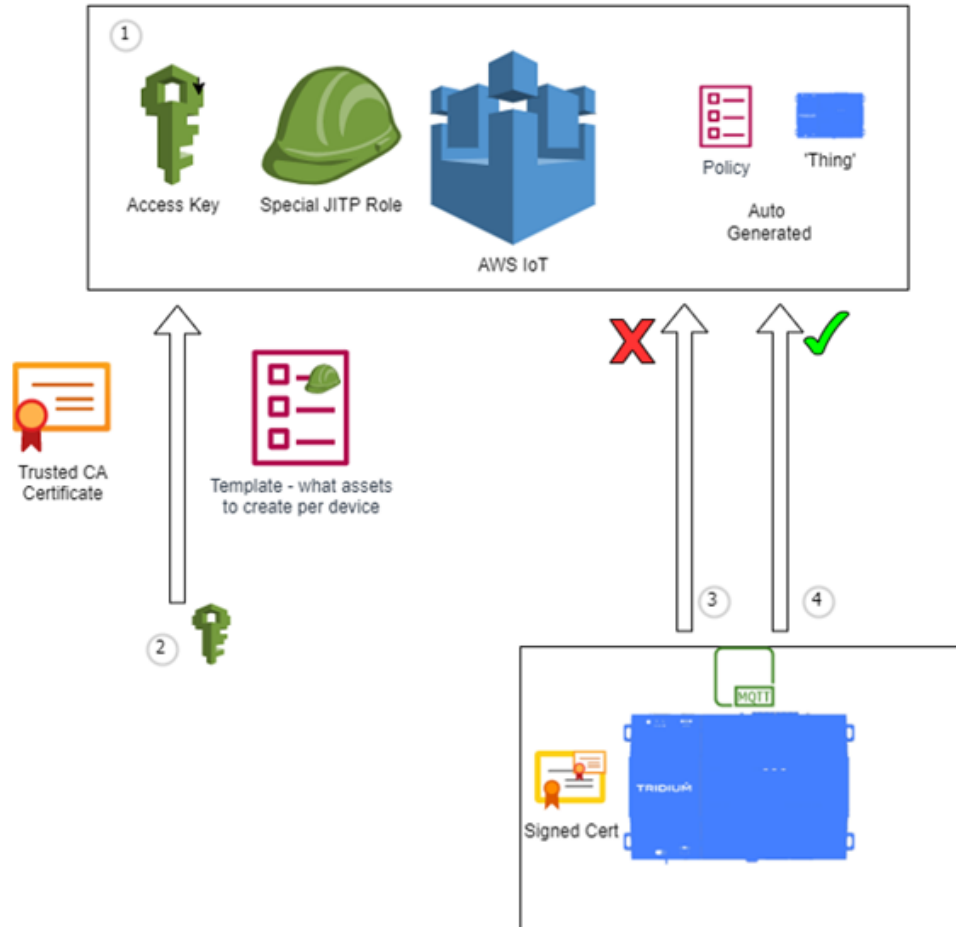 1
Access Key
Special JITP Role
AWS IoT
Policy
'Thing'
Auto
Generated
Trusted CA
Certificate
Template - what assets
to create per device
2
3
4
MQTT
TRIDIUM
Signed Cert